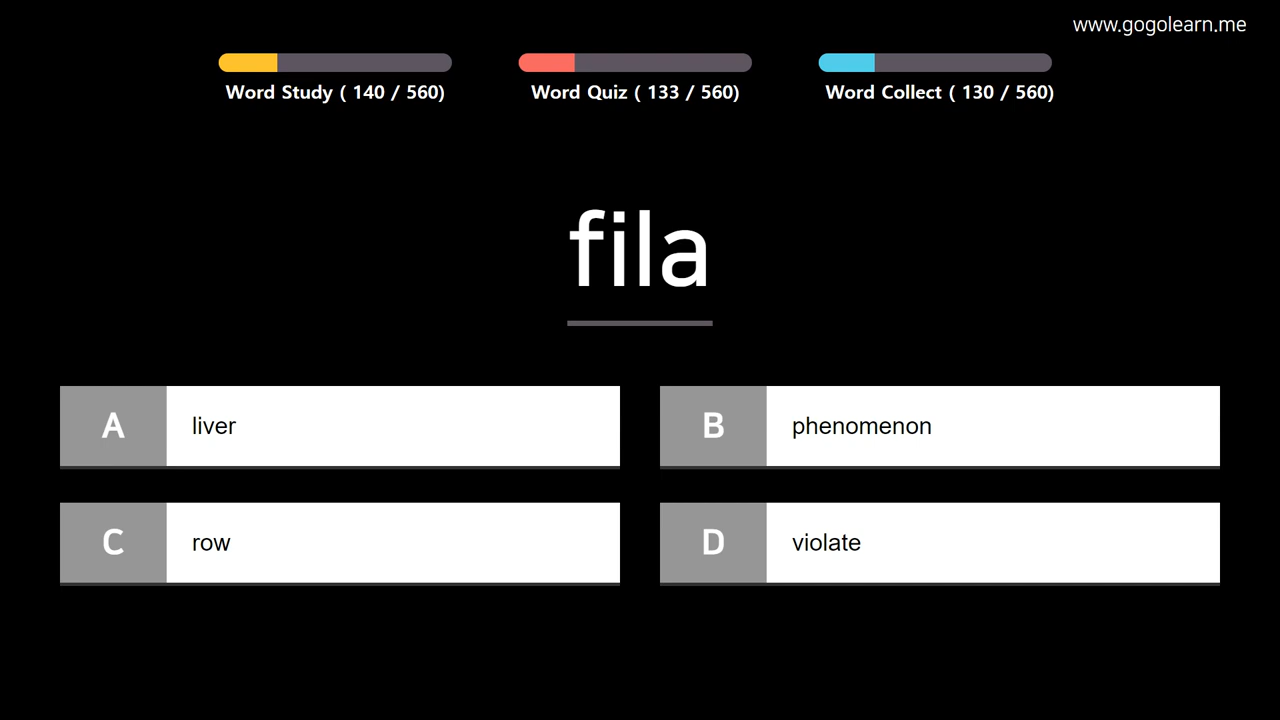 www.gogolearn.me
Word Study ( 140 / 560)
Word Quiz ( 133 / 560)
Word Collect ( 130 / 560)
fila
A liver
B phenomenon
C row
D violate